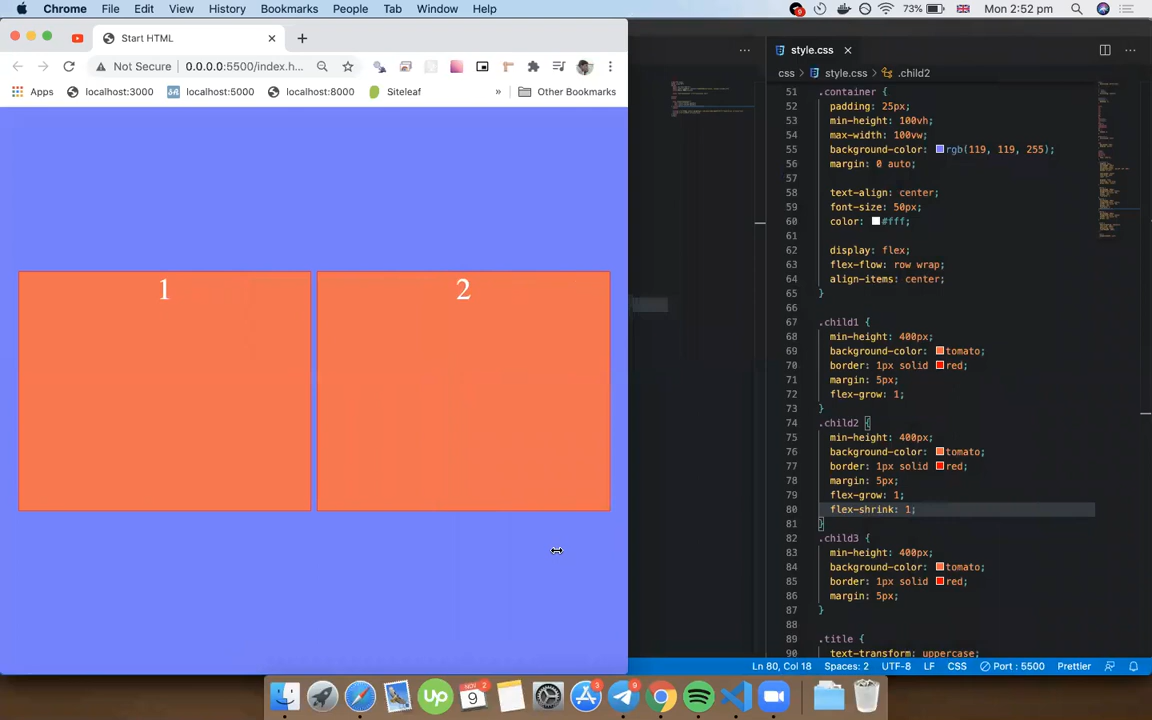 Chrome File Edit View History Bookmarks People Tab Window Help 73% Mon 2:52 pm
Start HTML
style.css
Not Secure 0.0.0.0:5500/index.h...
css > style.css > .child2
Apps localhost:3000 localhost:5000 localhost:8000 Siteleaf » Other Bookmarks
1
2
51 .container {
52 padding: 25px;
53 min-height: 100vh;
54 max-width: 100vw;
55 background-color: rgb(119, 119, 255);
56 margin: 0 auto;
57
58 text-align: center;
59 font-size: 50px;
60 color: #fff;
61
62 display: flex;
63 flex-flow: row wrap;
64 align-items: center;
65 }
66
67 .child1 {
68 min-height: 400px;
69 background-color: tomato;
70 border: 1px solid red;
71 margin: 5px;
72 flex-grow: 1;
73 }
74 .child2 {
75 min-height: 400px;
76 background-color: tomato;
77 border: 1px solid red;
78 margin: 5px;
79 flex-grow: 1;
80 flex-shrink: 1;
81 }
82 .child3 {
83 min-height: 400px;
84 background-color: tomato;
85 border: 1px solid red;
86 margin: 5px;
87 }
88
89 .title {
90 text-transform: uppercase;
Ln 80, Col 18 Spaces: 2 UTF-8 LF CSS Port : 5500 Prettier
NOV 9 2 Up 3 9